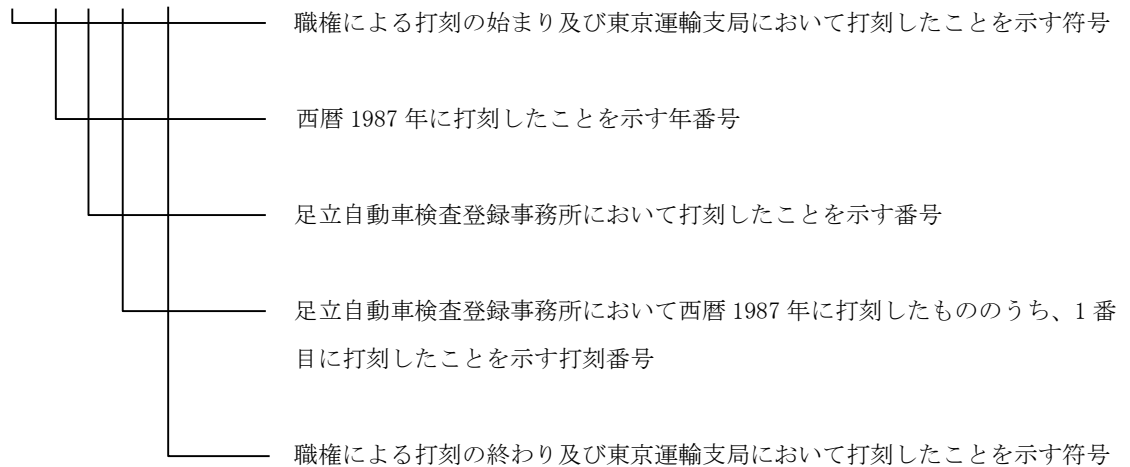 職権による打刻の始まり及び東京運輸支局において打刻したことを示す符号
西暦 1987 年に打刻したことを示す年番号
足立自動車検査登録事務所において打刻したことを示す番号
足立自動車検査登録事務所において西暦 1987 年に打刻したもののうち、1 番
目に打刻したことを示す打刻番号
職権による打刻の終わり及び東京運輸支局において打刻したことを示す符号